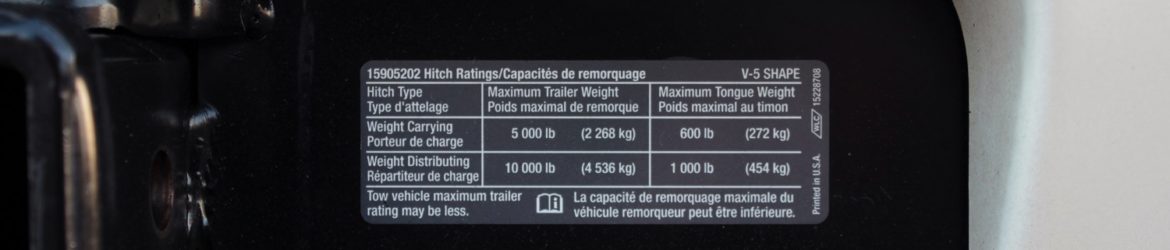 15905202 Hitch Ratings/Capacités de remorquage V-5 SHAPE
Hitch Type Maximum Trailer Weight Maximum Tongue Weight
Type d'attelage Poids maximal de remorque Poids maximal au timon
Weight Carrying
Porteur de charge 5 000 lb (2 268 kg) 600 lb (272 kg)
Weight Distributing
Répartiteur de charge 10 000 lb (4 536 kg) 1 000 lb (454 kg)
Tow vehicle maximum trailer
rating may be less.
La capacité de remorquage maximale du
véhicule remorqueur peut être inférieure.
Printed in U.S.A. WLC 15228708